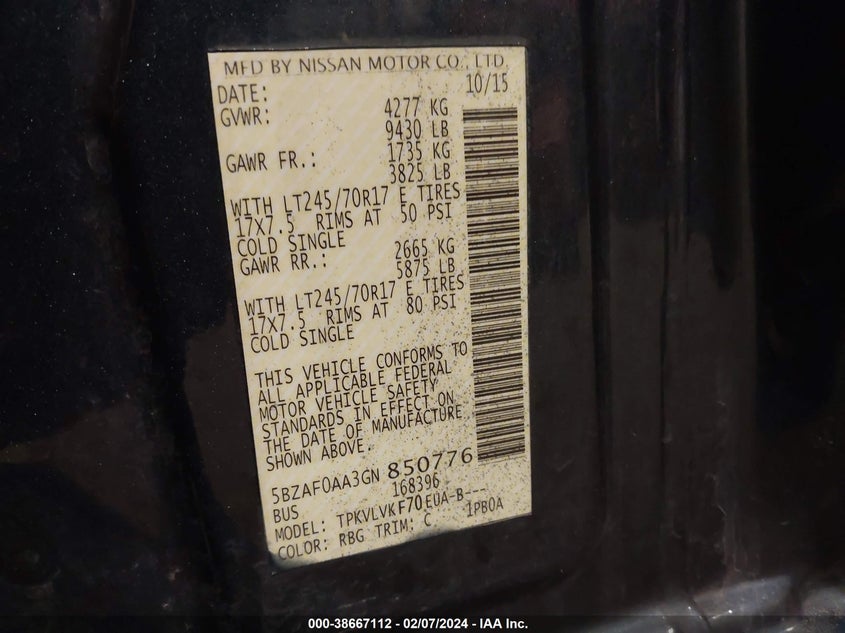 MFD BY NISSAN MOTOR CO., LTD.
DATE: 10/15
GVWR: 4277 KG
9430 LB
GAWR FR.: 1735 KG
3825 LB
WITH LT245/70R17 E TIRES
17X7.5 RIMS AT 50 PSI
COLD SINGLE
GAWR RR.: 2665 KG
5875 LB
WITH LT245/70R17 E TIRES
17X7.5 RIMS AT 80 PSI
COLD SINGLE
THIS VEHICLE CONFORMS TO
ALL APPLICABLE FEDERAL
MOTOR VEHICLE SAFETY
STANDARDS IN EFFECT ON
THE DATE OF MANUFACTURE
SHOWN ABOVE.
5BZAF0AA3GN 850776
BUS 168396
MODEL: TPKVLVKF70EUA-B---
COLOR: RBG TRIM: C 1PB0A
000-38667112 - 02/07/2024 - IAA Inc.